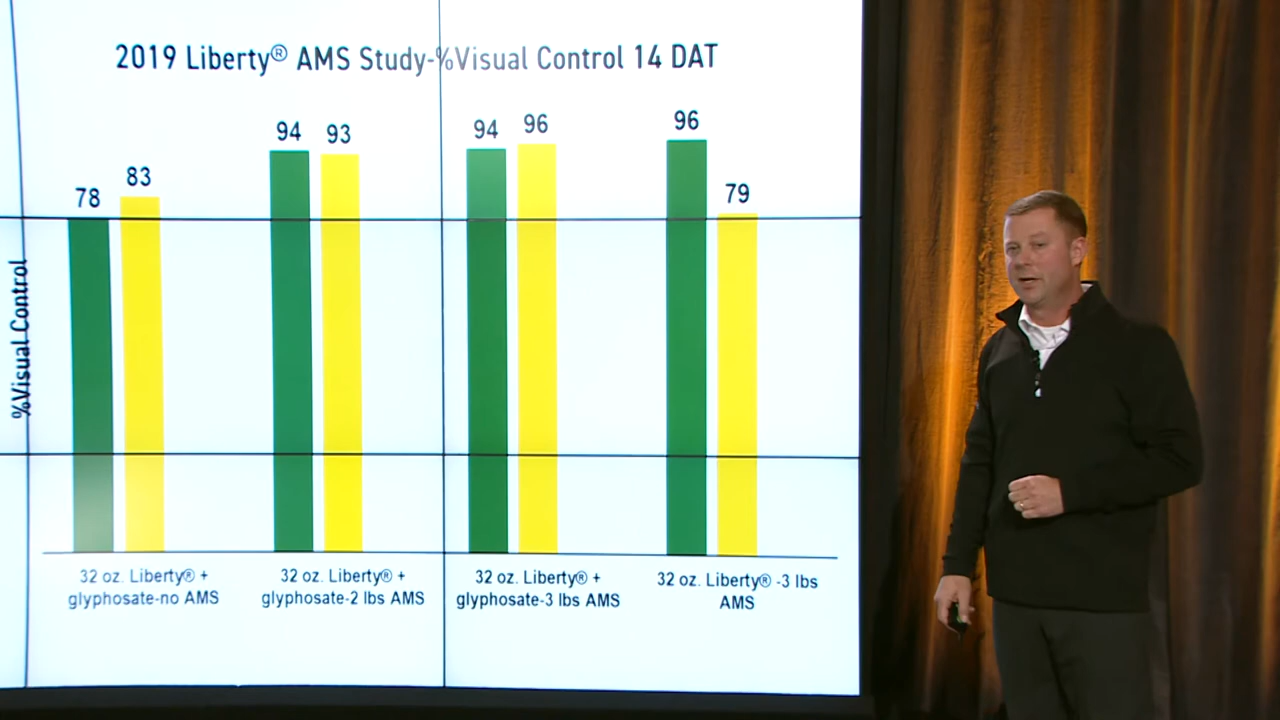 2019 Liberty® AMS Study-%Visual Control 14 DAT
%Visual Control
78
83
94
93
94
96
96
79
32 oz. Liberty® +
glyphosate-no AMS
32 oz. Liberty® +
glyphosate-2 lbs AMS
32 oz. Liberty® +
glyphosate-3 lbs AMS
32 oz. Liberty® -3 lbs
AMS